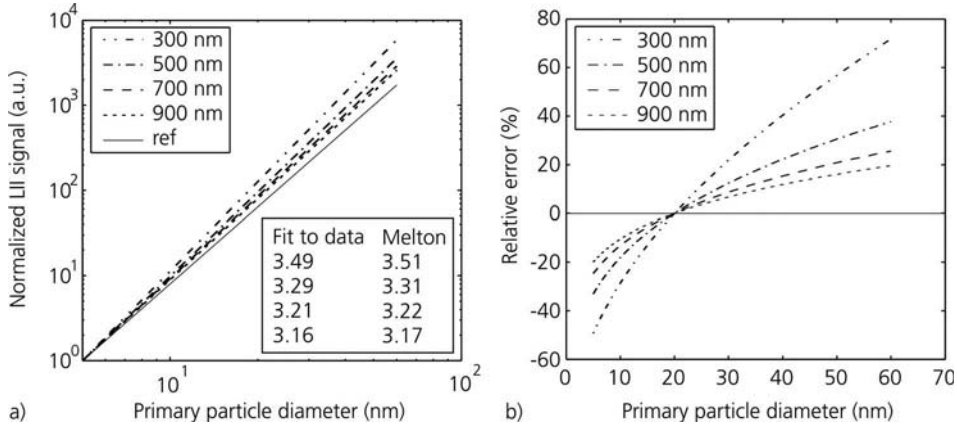 10^4
10^3
10^2
10^1
10^0
Normalized LII signal (a.u.)
300 nm
500 nm
700 nm
900 nm
ref
Fit to data Melton
3.49 3.51
3.29 3.31
3.21 3.22
3.16 3.17
10^1 10^2
a) Primary particle diameter (nm)
80
60
40
20
0
-20
-40
-60
Relative error (%)
300 nm
500 nm
700 nm
900 nm
0 10 20 30 40 50 60 70
b) Primary particle diameter (nm)